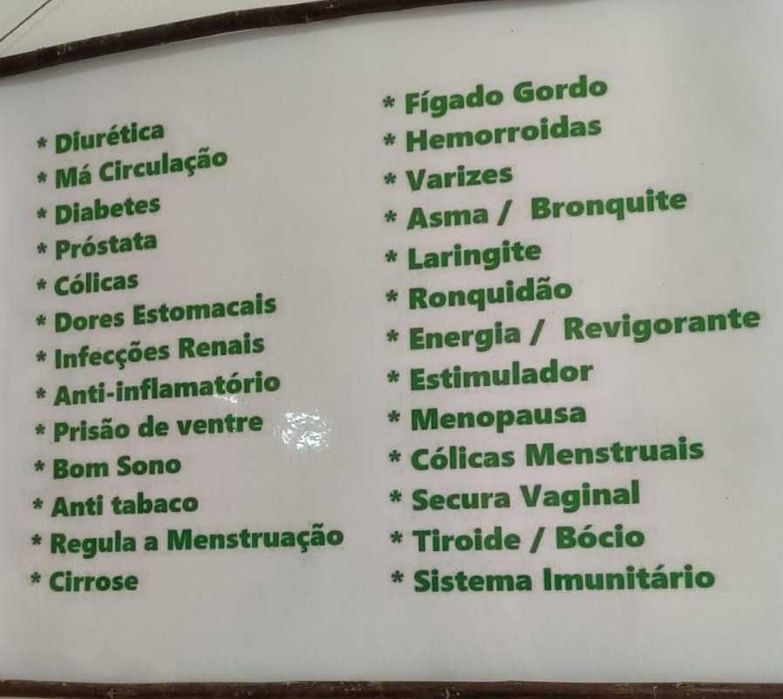 * Diurética
* Má Circulação
* Diabetes
* Próstata
* Cólicas
* Dores Estomacais
* Infecções Renais
* Anti-inflamatório
* Prisão de ventre
* Bom Sono
* Anti tabaco
* Regula a Menstruação
* Cirrose
* Fígado Gordo
* Hemorroidas
* Varizes
* Asma / Bronquite
* Laringite
* Ronquidão
* Energia / Revigorante
* Estimulador
* Menopausa
* Cólicas Menstruais
* Secura Vaginal
* Tiroide / Bócio
* Sistema Imunitário